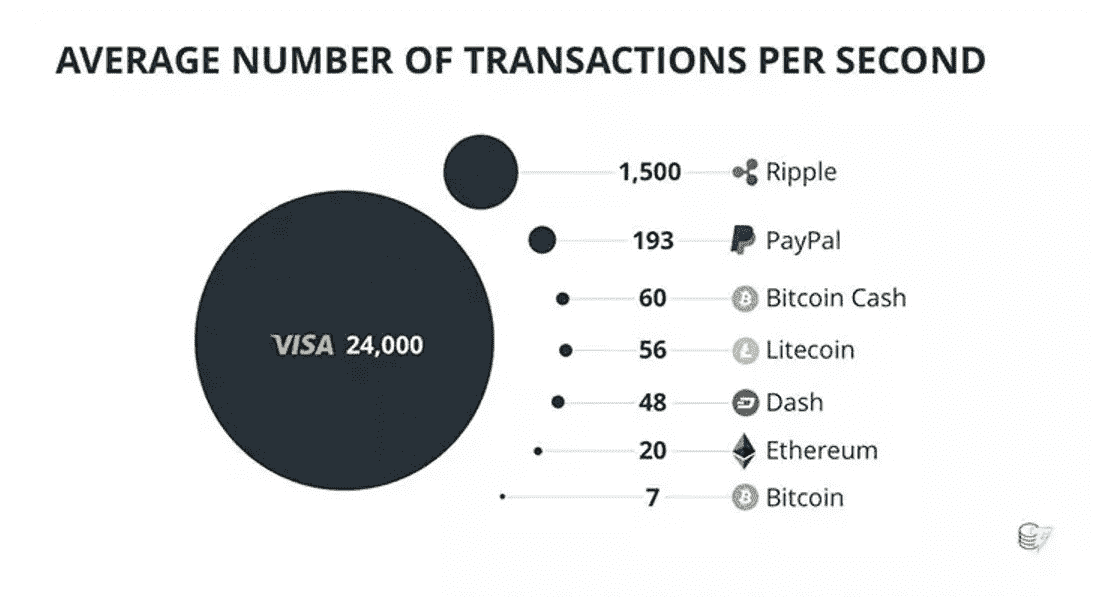 AVERAGE NUMBER OF TRANSACTIONS PER SECOND
1,500 Ripple
193 PayPal
60 Bitcoin Cash
VISA 24,000
56 Litecoin
48 Dash
20 Ethereum
7 Bitcoin